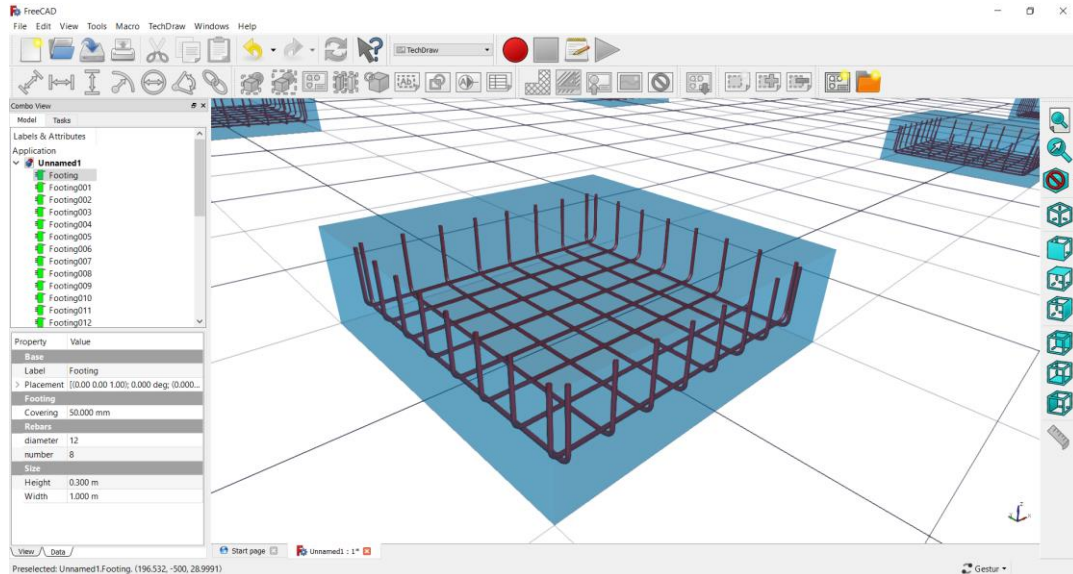 FreeCAD
File Edit View Tools Macro TechDraw Windows Help
TechDraw
Combo View
Model Tasks
Labels & Attributes
Application
Unnamed1
Footing
Footing001
Footing002
Footing003
Footing004
Footing005
Footing006
Footing007
Footing008
Footing009
Footing010
Footing011
Footing012
Property Value
Base
Label Footing
Placement [(0.00 0.00 1.00); 0.000 deg; (0.000...
Footing
Covering 50.000 mm
Rebars
diameter 12
number 8
Size
Height 0.300 m
Width 1.000 m
View Data
Start page Unnamed1 : 1*
Preselected: Unnamed1.Footing. (196.532, -500, 28.9991)
Gestur